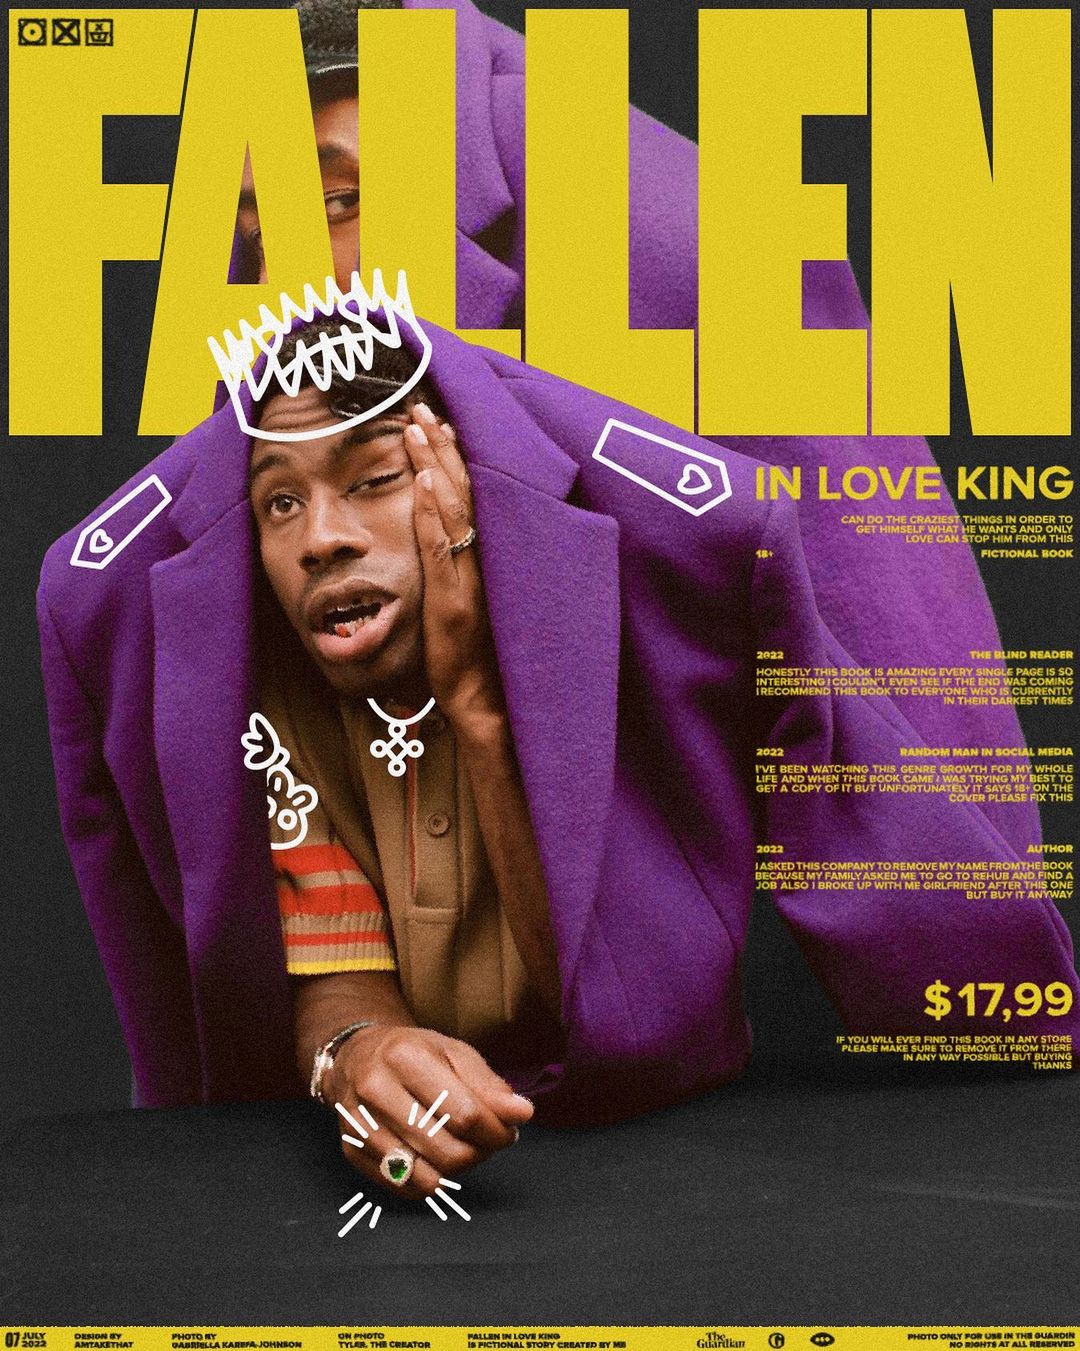 FALLEN
IN LOVE KING
CAN DO THE CRAZIEST THINGS IN ORDER TO
GET HIMSELF WHAT HE WANTS AND ONLY
LOVE CAN STOP HIM FROM THIS
18+ FICTIONAL BOOK
2022 THE BLIND READER
HONESTLY THIS BOOK IS AMAZING EVERY SINGLE PAGE IS SO
INTERESTING I COULDN'T EVEN SEE IF THE END WAS COMING
I RECOMMEND THIS BOOK TO EVERYONE WHO IS CURRENTLY
IN THEIR DARKEST TIMES
2022 RANDOM MAN IN SOCIAL MEDIA
I'VE BEEN WATCHING THIS GENRE GROWTH FOR MY WHOLE
LIFE AND WHEN THIS BOOK CAME I WAS TRYING MY BEST TO
GET A COPY OF IT BUT UNFORTUNATELY IT SAYS 18+ ON THE
COVER PLEASE FIX THIS
2022 AUTHOR
I ASKED THIS COMPANY TO REMOVE MY NAME FROM THE BOOK
BECAUSE MY FAMILY ASKED ME TO GO TO REHUB AND FIND A
JOB ALSO I BROKE UP WITH ME GIRLFRIEND AFTER THIS ONE
BUT BUY IT ANYWAY
$17,99
IF YOU WILL EVER FIND THIS BOOK IN ANY STORE
PLEASE MAKE SURE TO REMOVE IT FROM THERE
IN ANY WAY POSSIBLE BUT BUYING
THANKS
07 JULY 2022
DESIGN BY
AMTAKETHAT
PHOTO BY
GABRIELLA KAREFA-JOHNSON
ON PHOTO
TYLER, THE CREATOR
FALLEN IN LOVE KING
IS FICTIONAL STORY CREATED BY ME
The Guardian
PHOTO ONLY FOR USE IN THE GUARDIN
NO RIGHTS AT ALL RESERVED